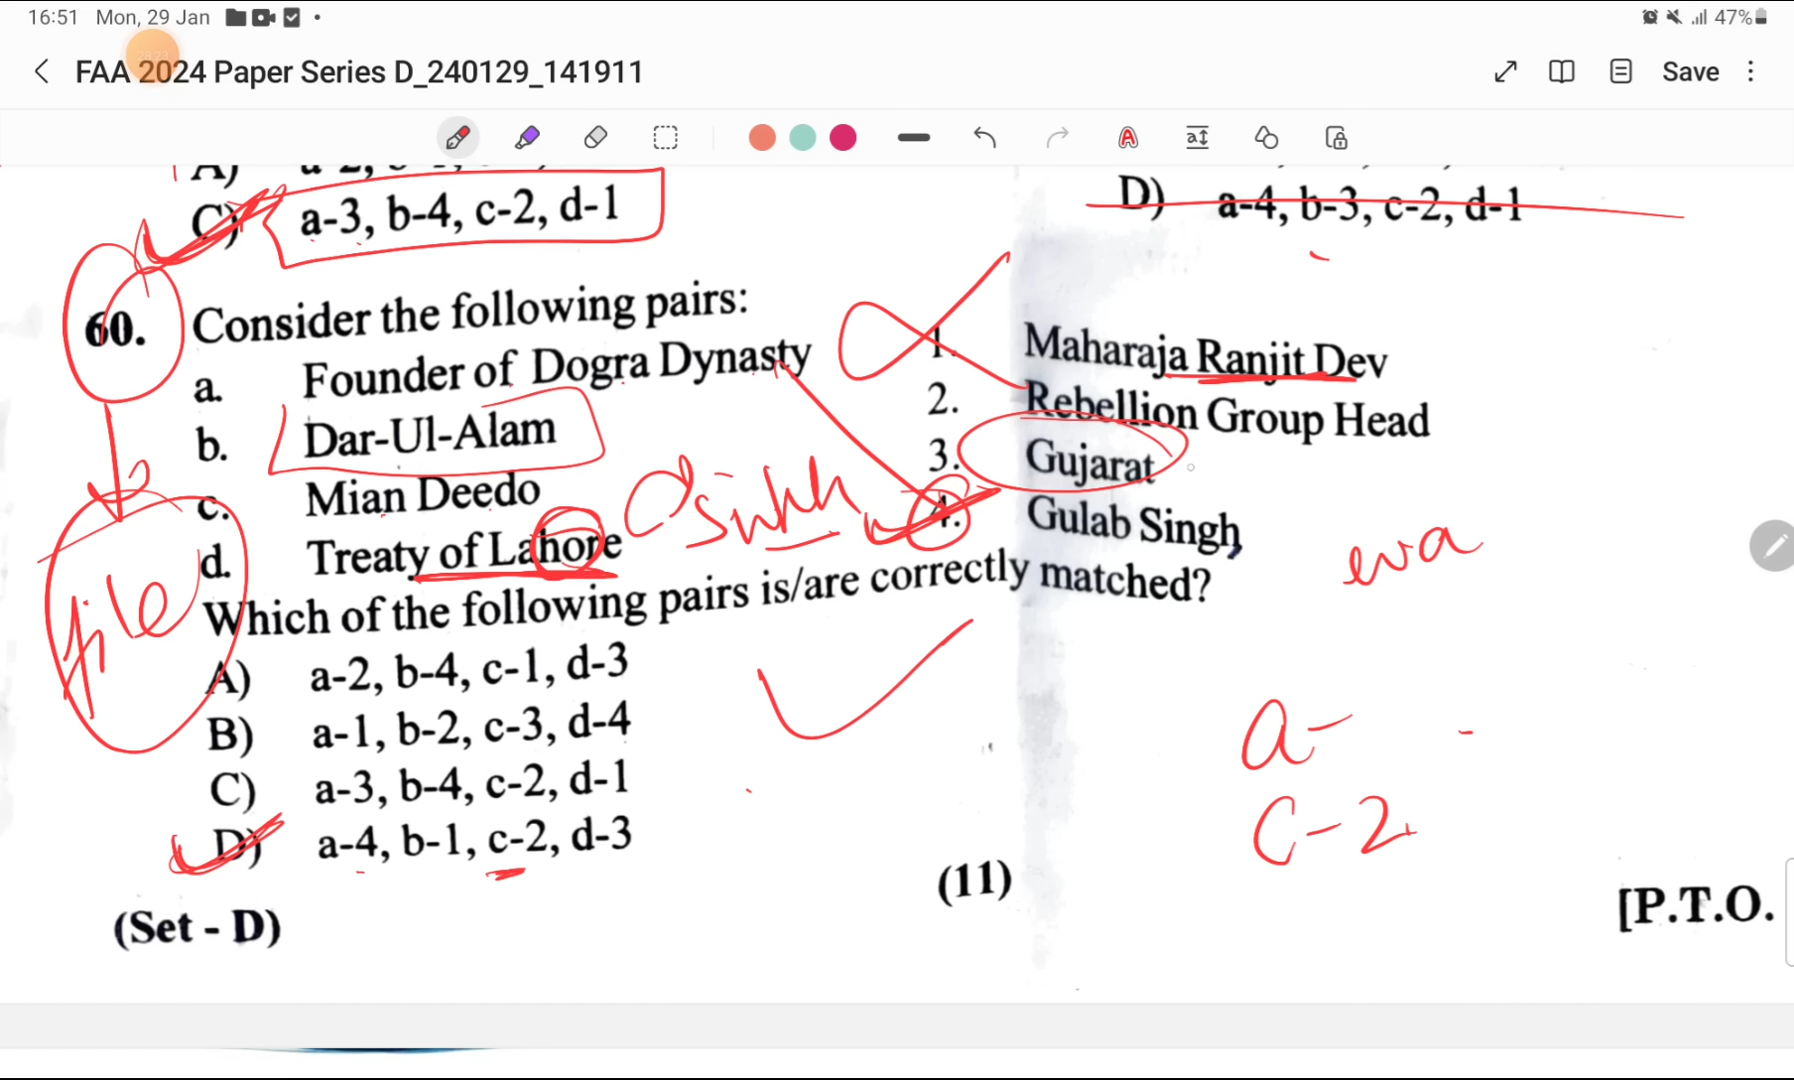 16:51 Mon, 29 Jan
47%
FAA 2024 Paper Series D_240129_141911
Save
A)
C) a-3, b-4, c-2, d-1
D) a-4, b-3, c-2, d-1
60. Consider the following pairs:
a. Founder of Dogra Dynasty 1. Maharaja Ranjit Dev
b. Dar-Ul-Alam 2. Rebellion Group Head
c. Mian Deedo 3. Gujarat
d. Treaty of Lahore 4. Gulab Singh
Which of the following pairs is/are correctly matched?
A) a-2, b-4, c-1, d-3
B) a-1, b-2, c-3, d-4
C) a-3, b-4, c-2, d-1
D) a-4, b-1, c-2, d-3
a-
c-2
(11)
(Set - D)
[P.T.O.